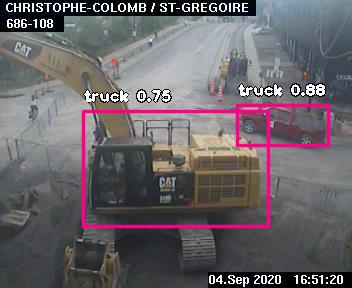 CHRISTOPHE-COLOMB / ST-GREGOIRE
686-108
truck 0.75
truck 0.88
CAT
CAT
04.Sep 2020 16:51:20